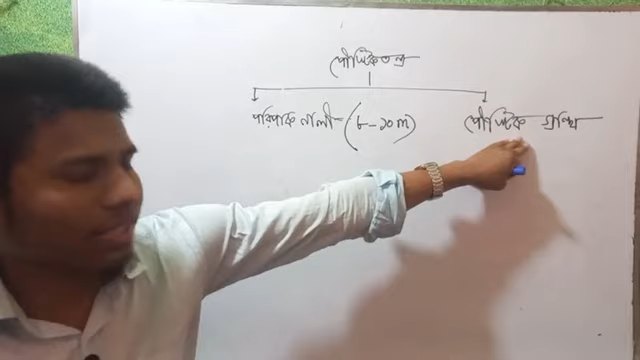 পৌষ্টিকতন্ত্র
পরিপাক নালী = (৮ - ১০ m) পৌষ্টিক গ্রন্থি